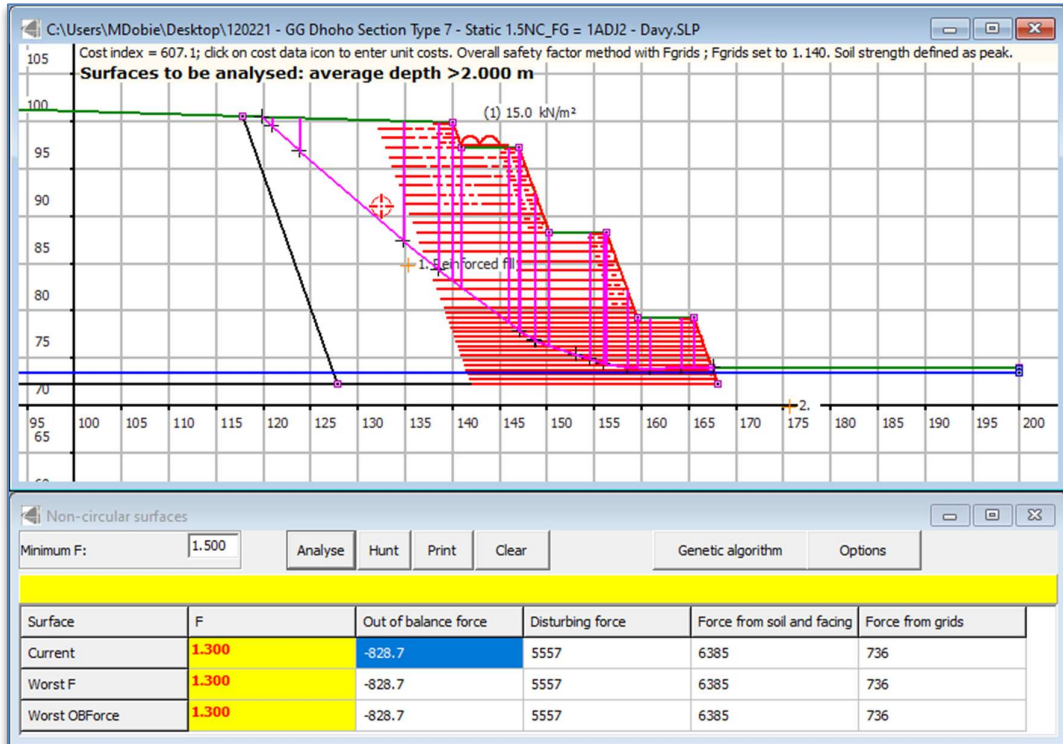 C:\Users\MDobie\Desktop\120221 - GG Dhoho Section Type 7 - Static 1.5NC_FG = 1ADJ2 - Davy.SLP
Cost index = 607.1; click on cost data icon to enter unit costs. Overall safety factor method with Fgrids ; Fgrids set to 1.140. Soil strength defined as peak.
105
Surfaces to be analysed: average depth >2.000 m
100
(1) 15.0 kN/m²
95
90
85
1. Reinforced fill
80
75
70
2.
95 100 105 110 115 120 125 130 135 140 145 150 155 160 165 170 175 180 185 190 195 200
65
Non-circular surfaces
Minimum F: 1.500 Analyse Hunt Print Clear Genetic algorithm Options
Surface F Out of balance force Disturbing force Force from soil and facing Force from grids
Current 1.300 -828.7 5557 6385 736
Worst F 1.300 -828.7 5557 6385 736
Worst OBForce 1.300 -828.7 5557 6385 736